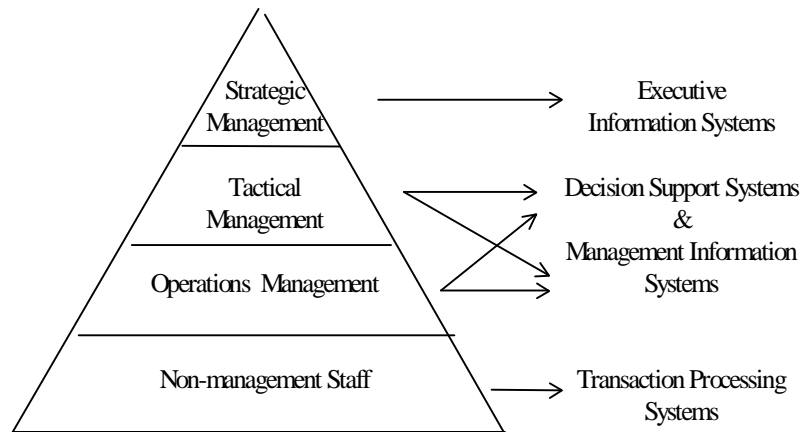 Strategic
Management
Executive
Information Systems
Tactical
Management
Decision Support Systems
&
Management Information
Systems
Operations Management
Non-management Staff
Transaction Processing
Systems